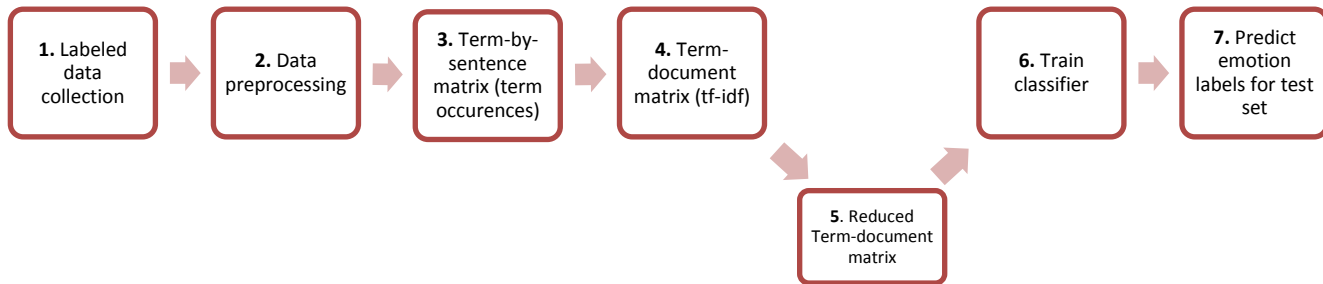 1. Labeled
data
collection
2. Data
preprocessing
3. Term-by-
sentence
matrix (term
occurences)
4. Term-
document
matrix (tf-idf)
5. Reduced
Term-document
matrix
6. Train
classifier
7. Predict
emotion
labels for test
set